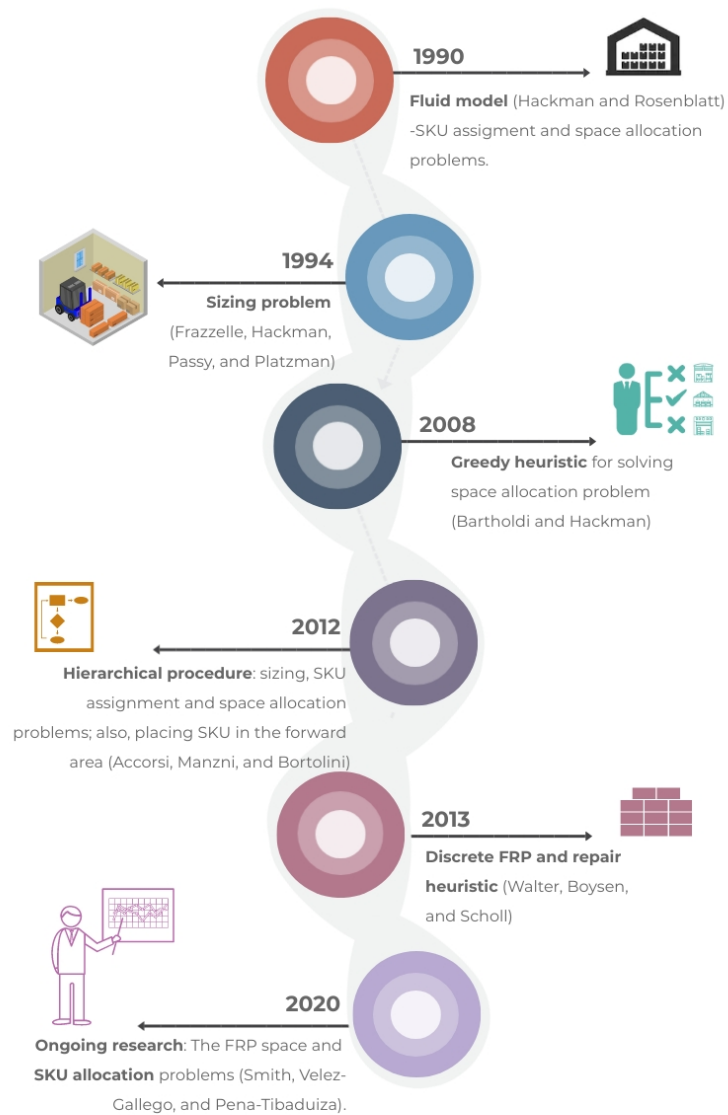 1990
Fluid model (Hackman and Rosenblatt)
-SKU assigment and space allocation
problems.
1994
Sizing problem
(Frazzelle, Hackman,
Passy, and Platzman)
2008
Greedy heuristic for solving
space allocation problem
(Bartholdi and Hackman)
2012
Hierarchical procedure: sizing, SKU
assignment and space allocation
problems; also, placing SKU in the forward
area (Accorsi, Manzni, and Bortolini)
2013
Discrete FRP and repair
heuristic (Walter, Boysen,
and Scholl)
2020
Ongoing research: The FRP space and
SKU allocation problems (Smith, Velez-
Gallego, and Pena-Tibaduiza).